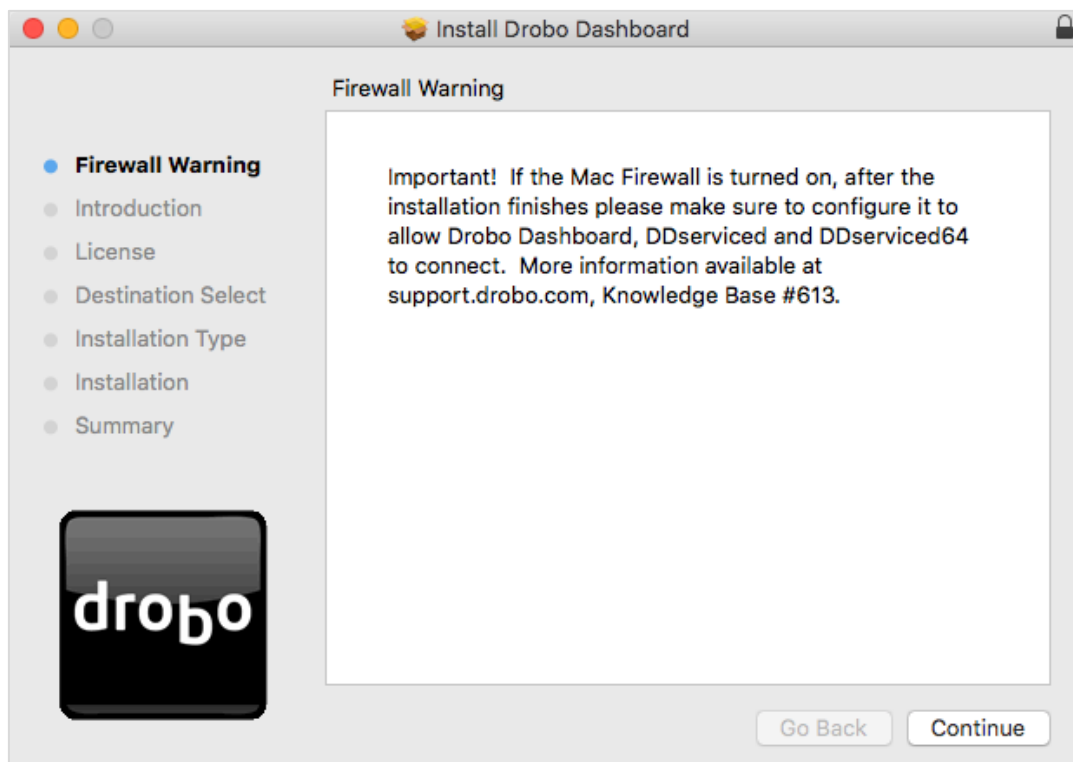 Install Drobo Dashboard
Firewall Warning
Firewall Warning
Introduction
License
Destination Select
Installation Type
Installation
Summary
Important!  If the Mac Firewall is turned on, after the
installation finishes please make sure to configure it to
allow Drobo Dashboard, DDserviced and DDserviced64
to connect.  More information available at
support.drobo.com, Knowledge Base #613.
drobo
Go Back
Continue